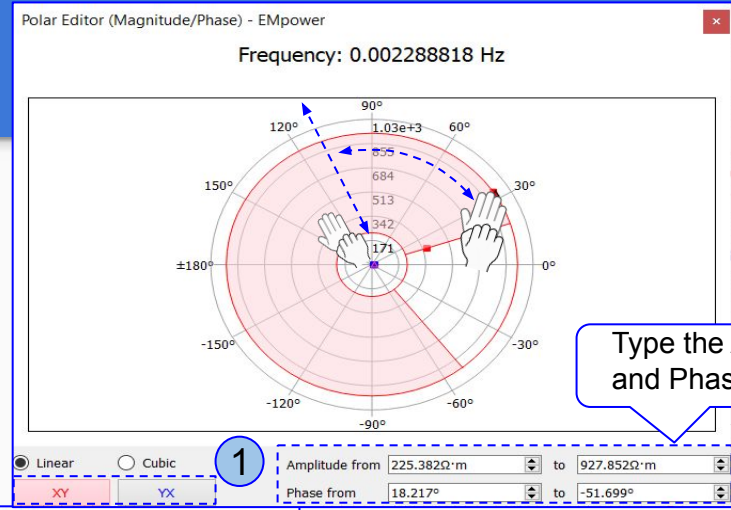 Polar Editor (Magnitude/Phase) - EMpower
Frequency: 0.002288818 Hz
90°
120° 1.03e+3 60°
855
150° 684 30°
513
342
171
±180° 0°
-150° -30°
-120° -60°
-90°
Type the
and Phas
Linear Cubic 1 Amplitude from 225.382Ω·m to 927.852Ω·m
XY YX Phase from 18.217° to -51.699°